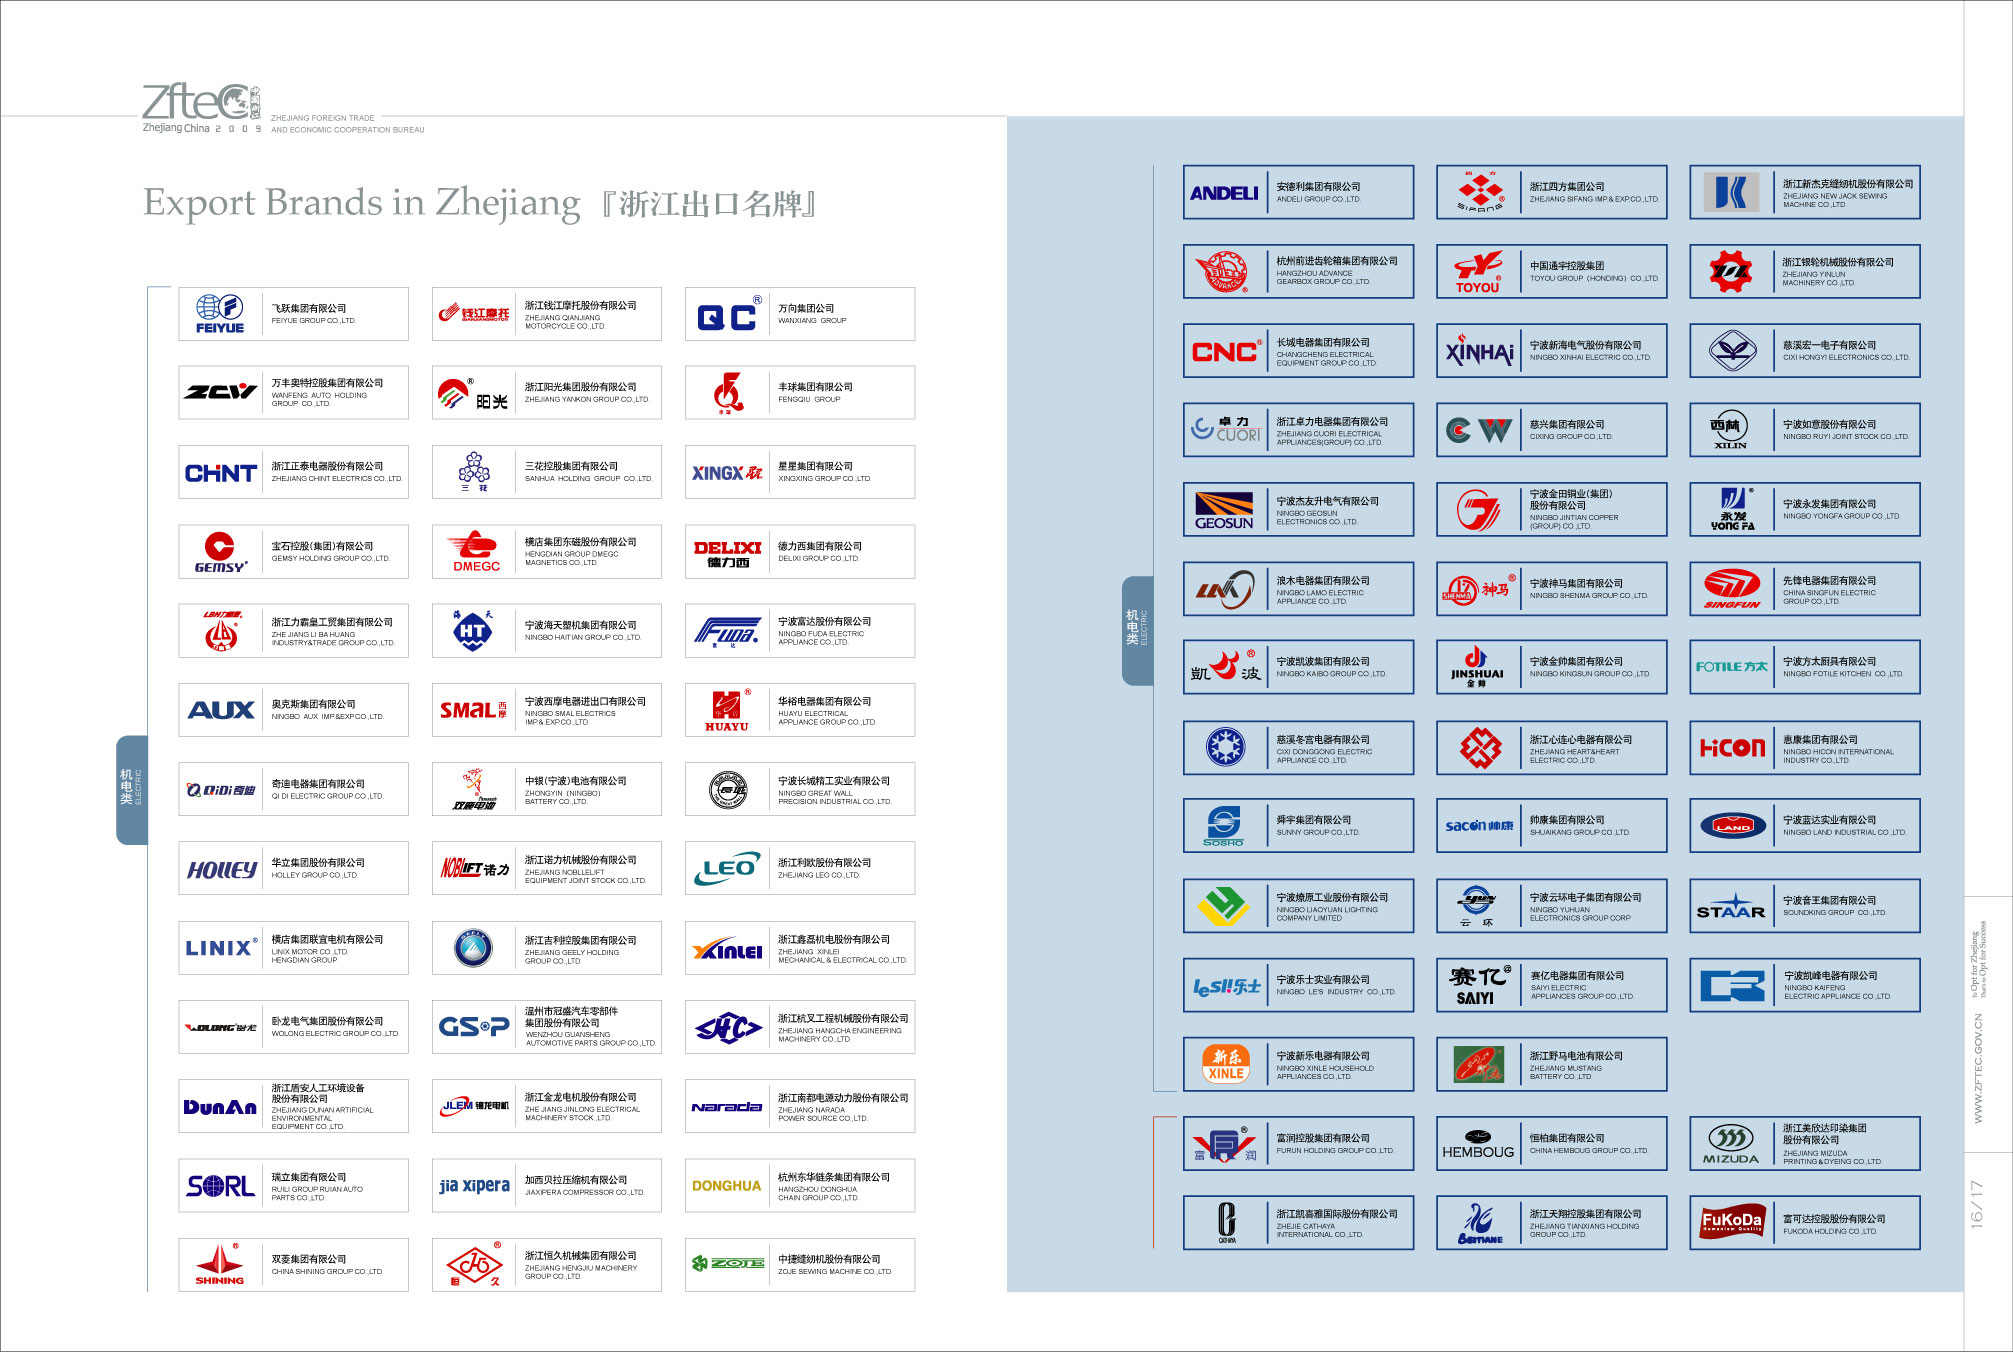 Zftec
Zhejiang China 2009
ZHEJIANG FOREIGN TRADE
AND ECONOMIC COOPERATION BUREAU
Export Brands in Zhejiang『浙江出口名牌』
机电类
ELECTRIC
FEIYUE
飞跃集团有限公司
FEIYUE GROUP CO.,LTD.
钱江摩托
QIANJIANGMOTOR
浙江钱江摩托股份有限公司
ZHEJIANG QIANJIANG
MOTORCYCLE CO.,LTD.
QC®
万向集团公司
WANXIANG GROUP
ZCW
万丰奥特控股集团有限公司
WANFENG AUTO HOLDING
GROUP CO.,LTD.
阳光®
浙江阳光集团股份有限公司
ZHEJIANG YANKON GROUP CO.,LTD.
丰球
丰球集团有限公司
FENGQIU GROUP
CHNT
浙江正泰电器股份有限公司
ZHEJIANG CHINT ELECTRICS CO.,LTD.
三花
三花控股集团有限公司
SANHUA HOLDING GROUP CO.,LTD.
XINGX
星星集团有限公司
XINGXING GROUP CO.,LTD.
GEMSY
宝石控股(集团)有限公司
GEMSY HOLDING GROUP CO.,LTD.
DMEGC
横店集团东磁股份有限公司
HENGDIAN GROUP DMEGC
MAGNETICS CO.,LTD.
DELIXI
德力西
德力西集团有限公司
DELIXI GROUP CO.,LTD.
浙江力霸皇工贸集团有限公司
ZHE JIANG LI BA HUANG
INDUSTRY&TRADE GROUP CO.,LTD.
海天
HT
宁波海天塑机集团有限公司
NINGBO HAITIAN GROUP CO.,LTD.
FUDA
富达
宁波富达股份有限公司
NINGBO FUDA ELECTRIC
APPLIANCE CO.,LTD.
AUX
奥克斯集团有限公司
NINGBO AUX IMP.&EXP.CO.,LTD.
SMAL 西摩
宁波西摩电器进出口有限公司
NINGBO SMAL ELECTRICS
IMP.& EXP.CO.,LTD.
HUAYU
华裕电器集团有限公司
HUAYU ELECTRICAL
APPLIANCE GROUP CO.,LTD.
QiDi奇迪
奇迪电器集团有限公司
QI DI ELECTRIC GROUP CO.,LTD.
双鹿电池
中银(宁波)电池有限公司
ZHONGYIN (NINGBO)
BATTERY CO.,LTD.
宁波长城精工实业有限公司
NINGBO GREAT WALL
PRECISION INDUSTRIAL CO.,LTD.
HOLLEY
华立集团股份有限公司
HOLLEY GROUP CO.,LTD.
NOBLIFT 诺力
浙江诺力机械股份有限公司
ZHEJIANG NOBLLELIFT
EQUIPMENT JOINT STOCK CO.,LTD.
LEO
浙江利欧股份有限公司
ZHEJIANG LEO CO.,LTD.
LINIX®
横店集团联宜电机有限公司
LINIX MOTOR CO.,LTD.
HENGDIAN GROUP
GEELY
浙江吉利控股集团有限公司
ZHEJIANG GEELY HOLDING
GROUP CO.,LTD.
XINLEI
浙江鑫磊机电股份有限公司
ZHEJIANG XINLEI
MECHANICAL & ELECTRICAL CO.,LTD.
WOLONG 卧龙
卧龙电气集团股份有限公司
WOLONG ELECTRIC GROUP CO.,LTD.
GSP
温州市冠盛汽车零部件
集团股份有限公司
WENZHOU GUANSHENG
AUTOMOTIVE PARTS GROUP CO.,LTD.
HC
浙江杭叉工程机械股份有限公司
ZHEJIANG HANGCHA ENGINEERING
MACHINERY CO.,LTD.
DunAn
浙江盾安人工环境设备
股份有限公司
ZHEJIANG DUNAN ARTIFICIAL
ENVIRONMENTAL
EQUIPMENT CO.,LTD.
JLEM 锦龙电机
浙江金龙电机股份有限公司
ZHE JIANG JINLONG ELECTRICAL
MACHINERY STOCK.,LTD.
narada
浙江南都电源动力股份有限公司
ZHEJIANG NARADA
POWER SOURCE CO.,LTD.
SORL
瑞立集团有限公司
RUILI GROUP RUIAN AUTO
PARTS CO.,LTD.
jia xipera
加西贝拉压缩机有限公司
JIAXIPERA COMPRESSOR CO.,LTD.
DONGHUA
杭州东华链条集团有限公司
HANGZHOU DONGHUA
CHAIN GROUP CO.,LTD.
SHINING
双菱集团有限公司
CHINA SHINING GROUP CO.,LTD.
恒久
浙江恒久机械集团有限公司
ZHEJIANG HENGJIU MACHINERY
GROUP CO.,LTD.
ZOJE
中捷缝纫机股份有限公司
ZOJE SEWING MACHINE CO.,LTD.
机电类
ELECTRIC
ANDELI
安德利集团有限公司
ANDELI GROUP CO.,LTD.
四方
SIFANG
浙江四方集团公司
ZHEJIANG SIFANG IMP.& EXP.CO.,LTD.
浙江新杰克缝纫机股份有限公司
ZHEJIANG NEW JACK SEWING
MACHINE CO.,LTD.
ADVANCE
杭州前进齿轮箱集团有限公司
HANGZHOU ADVANCE
GEARBOX GROUP CO.,LTD.
TOYOU
中国通宇控股集团
TOYOU GROUP (HONDING) CO.,LTD.
浙江银轮机械股份有限公司
ZHEJIANG YINLUN
MACHINERY CO.,LTD.
CNC®
长城电器集团有限公司
CHANGCHENG ELECTRICAL
EQUIPMENT GROUP CO.,LTD.
XINHAi
宁波新海电气股份有限公司
NINGBO XINHAI ELECTRIC CO.,LTD.
慈溪宏一电子有限公司
CIXI HONGYI ELECTRONICS CO.,LTD.
卓力
CUORI
浙江卓力电器集团有限公司
ZHEJIANG CUORI ELECTRICAL
APPLIANCES(GROUP) CO.,LTD.
CW
慈兴集团有限公司
CIXING GROUP CO.,LTD.
西林
XILIN
宁波如意股份有限公司
NINGBO RUYI JOINT STOCK CO.,LTD.
GEOSUN
宁波杰友升电气有限公司
NINGBO GEOSUN
ELECTRONICS CO.,LTD.
宁波金田铜业(集团)
股份有限公司
NINGBO JINTIAN COPPER
(GROUP) CO.,LTD.
永发
YONG FA
宁波永发集团有限公司
NINGBO YONGFA GROUP CO.,LTD.
浪木电器集团有限公司
NINGBO LAMO ELECTRIC
APPLIANCE CO.,LTD.
SHENMA 神马®
宁波神马集团有限公司
NINGBO SHENMA GROUP CO.,LTD.
SINGFUN
先锋电器集团有限公司
CHINA SINGFUN ELECTRIC
GROUP CO.,LTD.
凯波®
宁波凯波集团有限公司
NINGBO KAIBO GROUP CO.,LTD.
JINSHUAI
金帅
宁波金帅集团有限公司
NINGBO KINGSUN GROUP CO.,LTD.
FOTILE方太
宁波方太厨具有限公司
NINGBO FOTILE KITCHEN CO.,LTD.
慈溪冬宫电器有限公司
CIXI DONGGONG ELECTRIC
APPLIANCE CO.,LTD.
浙江心连心电器有限公司
ZHEJIANG HEART&HEART
ELECTRIC CO.,LTD.
HiCON
惠康集团有限公司
NINGBO HICON INTERNATIONAL
INDUSTRY CO.,LTD.
SOSHO
舜宇集团有限公司
SUNNY GROUP CO.,LTD.
sacon 帅康
帅康集团有限公司
SHUAIKANG GROUP CO.,LTD.
LAND
宁波蓝达实业有限公司
NINGBO LAND INDUSTRIAL CO.,LTD.
宁波燎原工业股份有限公司
NINGBO LIAOYUAN LIGHTING
COMPANY LIMITED
云环
宁波云环电子集团有限公司
NINGBO YUHUAN
ELECTRONICS GROUP CORP
STAAR
宁波音王集团有限公司
SOUNDKING GROUP CO.,LTD.
LeSll!乐士
宁波乐士实业有限公司
NINGBO LE'S INDUSTRY CO.,LTD.
赛亿
SAIYI
赛亿电器集团有限公司
SAIYI ELECTRIC
APPLIANCES GROUP CO.,LTD.
宁波凯峰电器有限公司
NINGBO KAIFENG
ELECTRIC APPLIANCE CO.,LTD.
新乐
XINLE
宁波新乐电器有限公司
NINGBO XINLE HOUSEHOLD
APPLIANCES CO.,LTD.
浙江野马电池有限公司
ZHEJIANG MUSTANG
BATTERY CO.,LTD.
富润®
富润控股集团有限公司
FURUN HOLDING GROUP CO.,LTD.
HEMBOUG
恒柏集团有限公司
CHINA HEMBOUG GROUP CO.,LTD.
MIZUDA
浙江美欣达印染集团
股份有限公司
ZHEJIANG MIZUDA
PRINTING & DYEING CO.,LTD.
CATHAYA
浙江凯喜雅国际股份有限公司
ZHEJIE CATHAYA
INTERNATIONAL CO.,LTD.
BEITIANE
浙江天翔控股集团有限公司
ZHEJIANG TIANXIANG HOLDING
GROUP CO.,LTD.
FuKoDa
Humanism Quality
富可达控股股份有限公司
FUKODA HOLDING CO.,LTD.
To Opt for Zhejiang
That's to Opt for Success
WWW.ZFTEC.GOV.CN
16/17